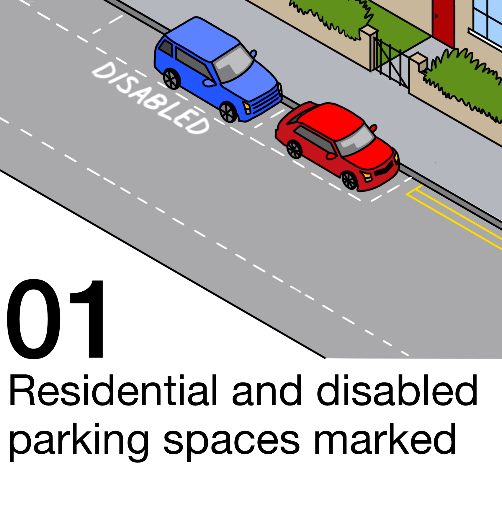 DISABLED
01
Residential and disabled
parking spaces marked